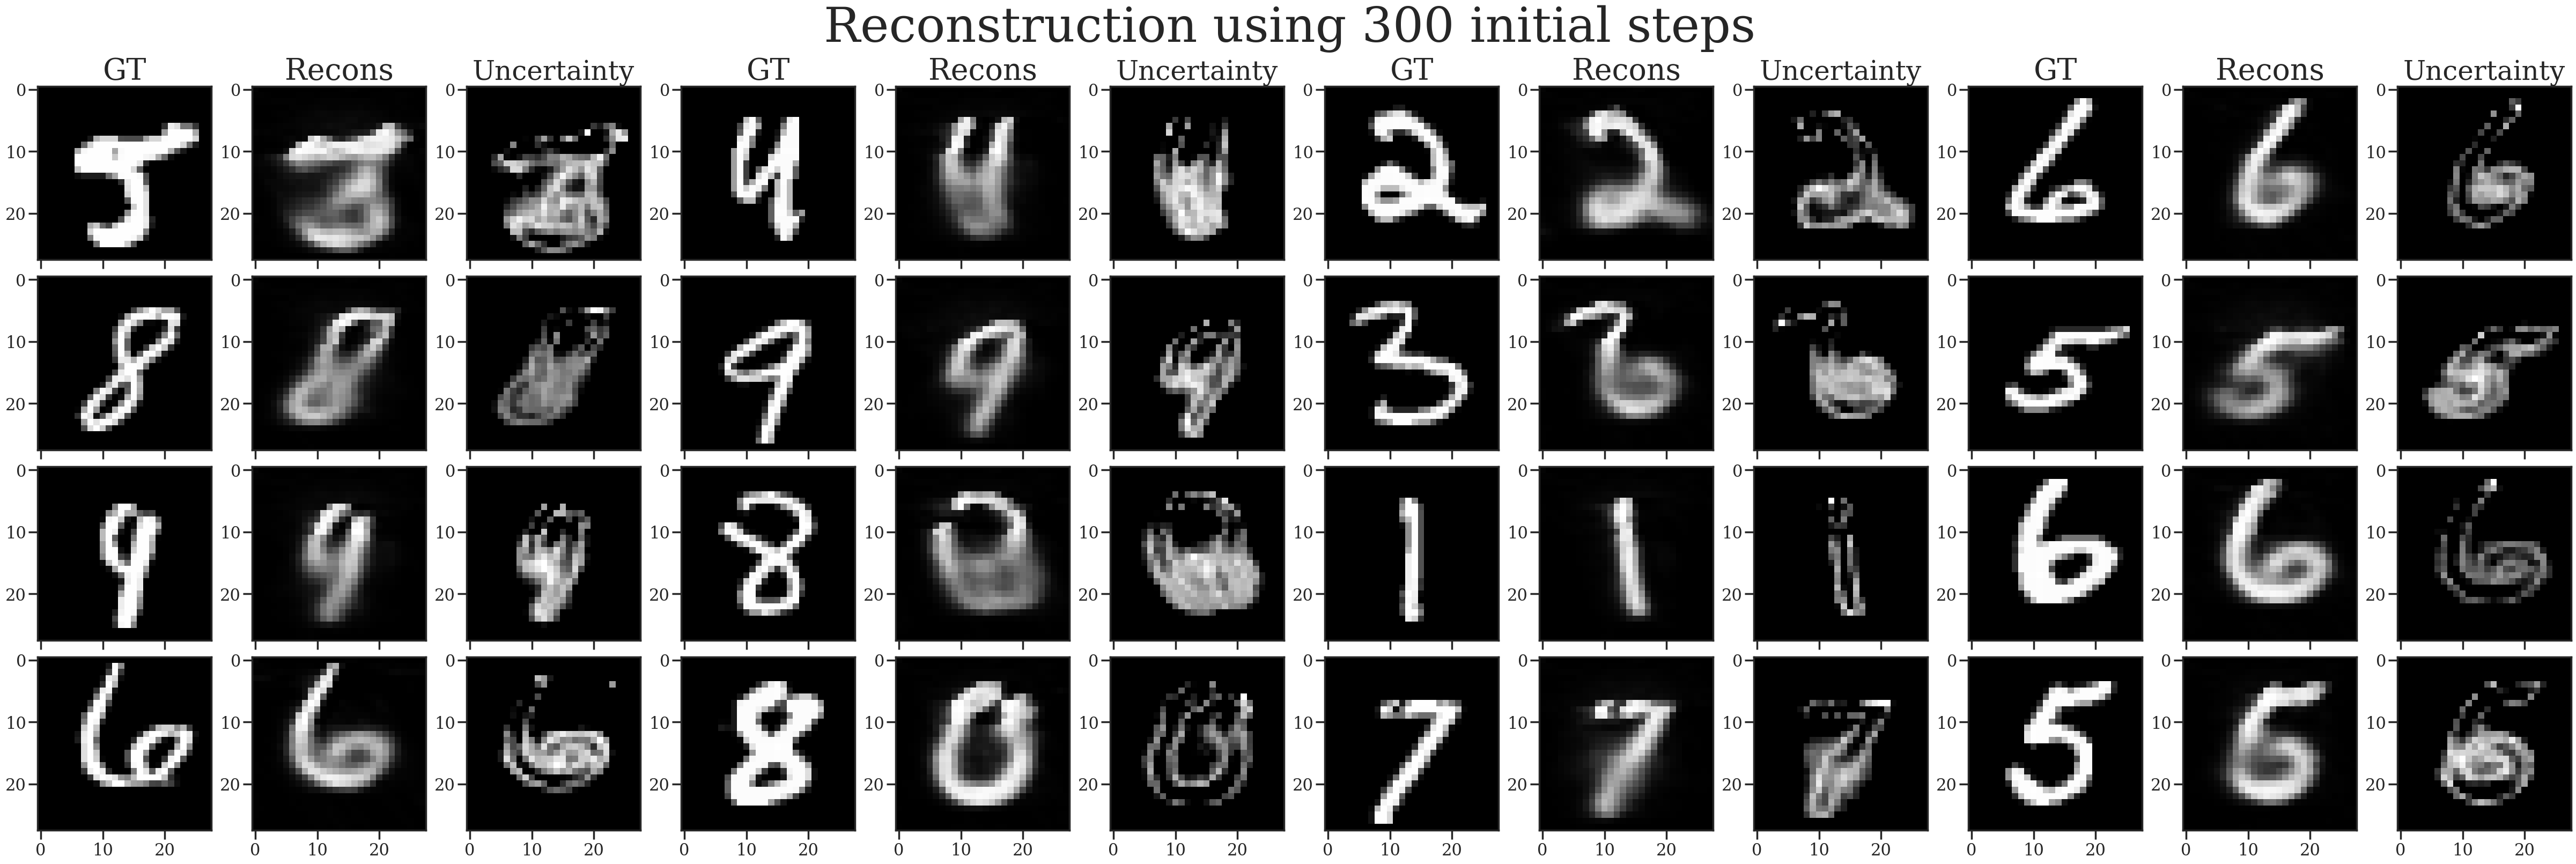 Reconstruction using 300 initial steps
GT Recons Uncertainty GT Recons Uncertainty GT Recons Uncertainty GT Recons Uncertainty
0 0 0 0 0 0 0 0 0 0 0 0
10 10 10 10 10 10 10 10 10 10 10 10
20 20 20 20 20 20 20 20 20 20 20 20
0 0 0 0 0 0 0 0 0 0 0 0
10 10 10 10 10 10 10 10 10 10 10 10
20 20 20 20 20 20 20 20 20 20 20 20
0 0 0 0 0 0 0 0 0 0 0 0
10 10 10 10 10 10 10 10 10 10 10 10
20 20 20 20 20 20 20 20 20 20 20 20
0 0 0 0 0 0 0 0 0 0 0 0
10 10 10 10 10 10 10 10 10 10 10 10
20 20 20 20 20 20 20 20 20 20 20 20
0 10 20 0 10 20 0 10 20 0 10 20 0 10 20 0 10 20 0 10 20 0 10 20 0 10 20 0 10 20 0 10 20 0 10 20